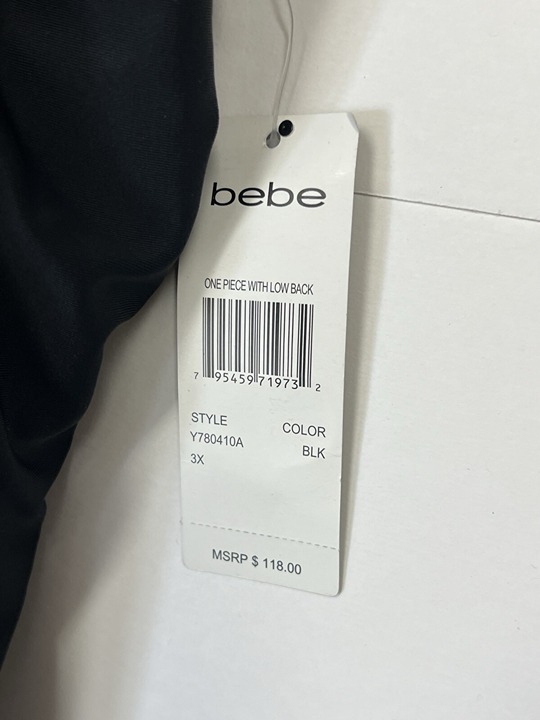 bebe
ONE PIECE WITH LOW BACK
7 95459 71973 2
STYLE COLOR
Y780410A BLK
3X
MSRP $ 118.00